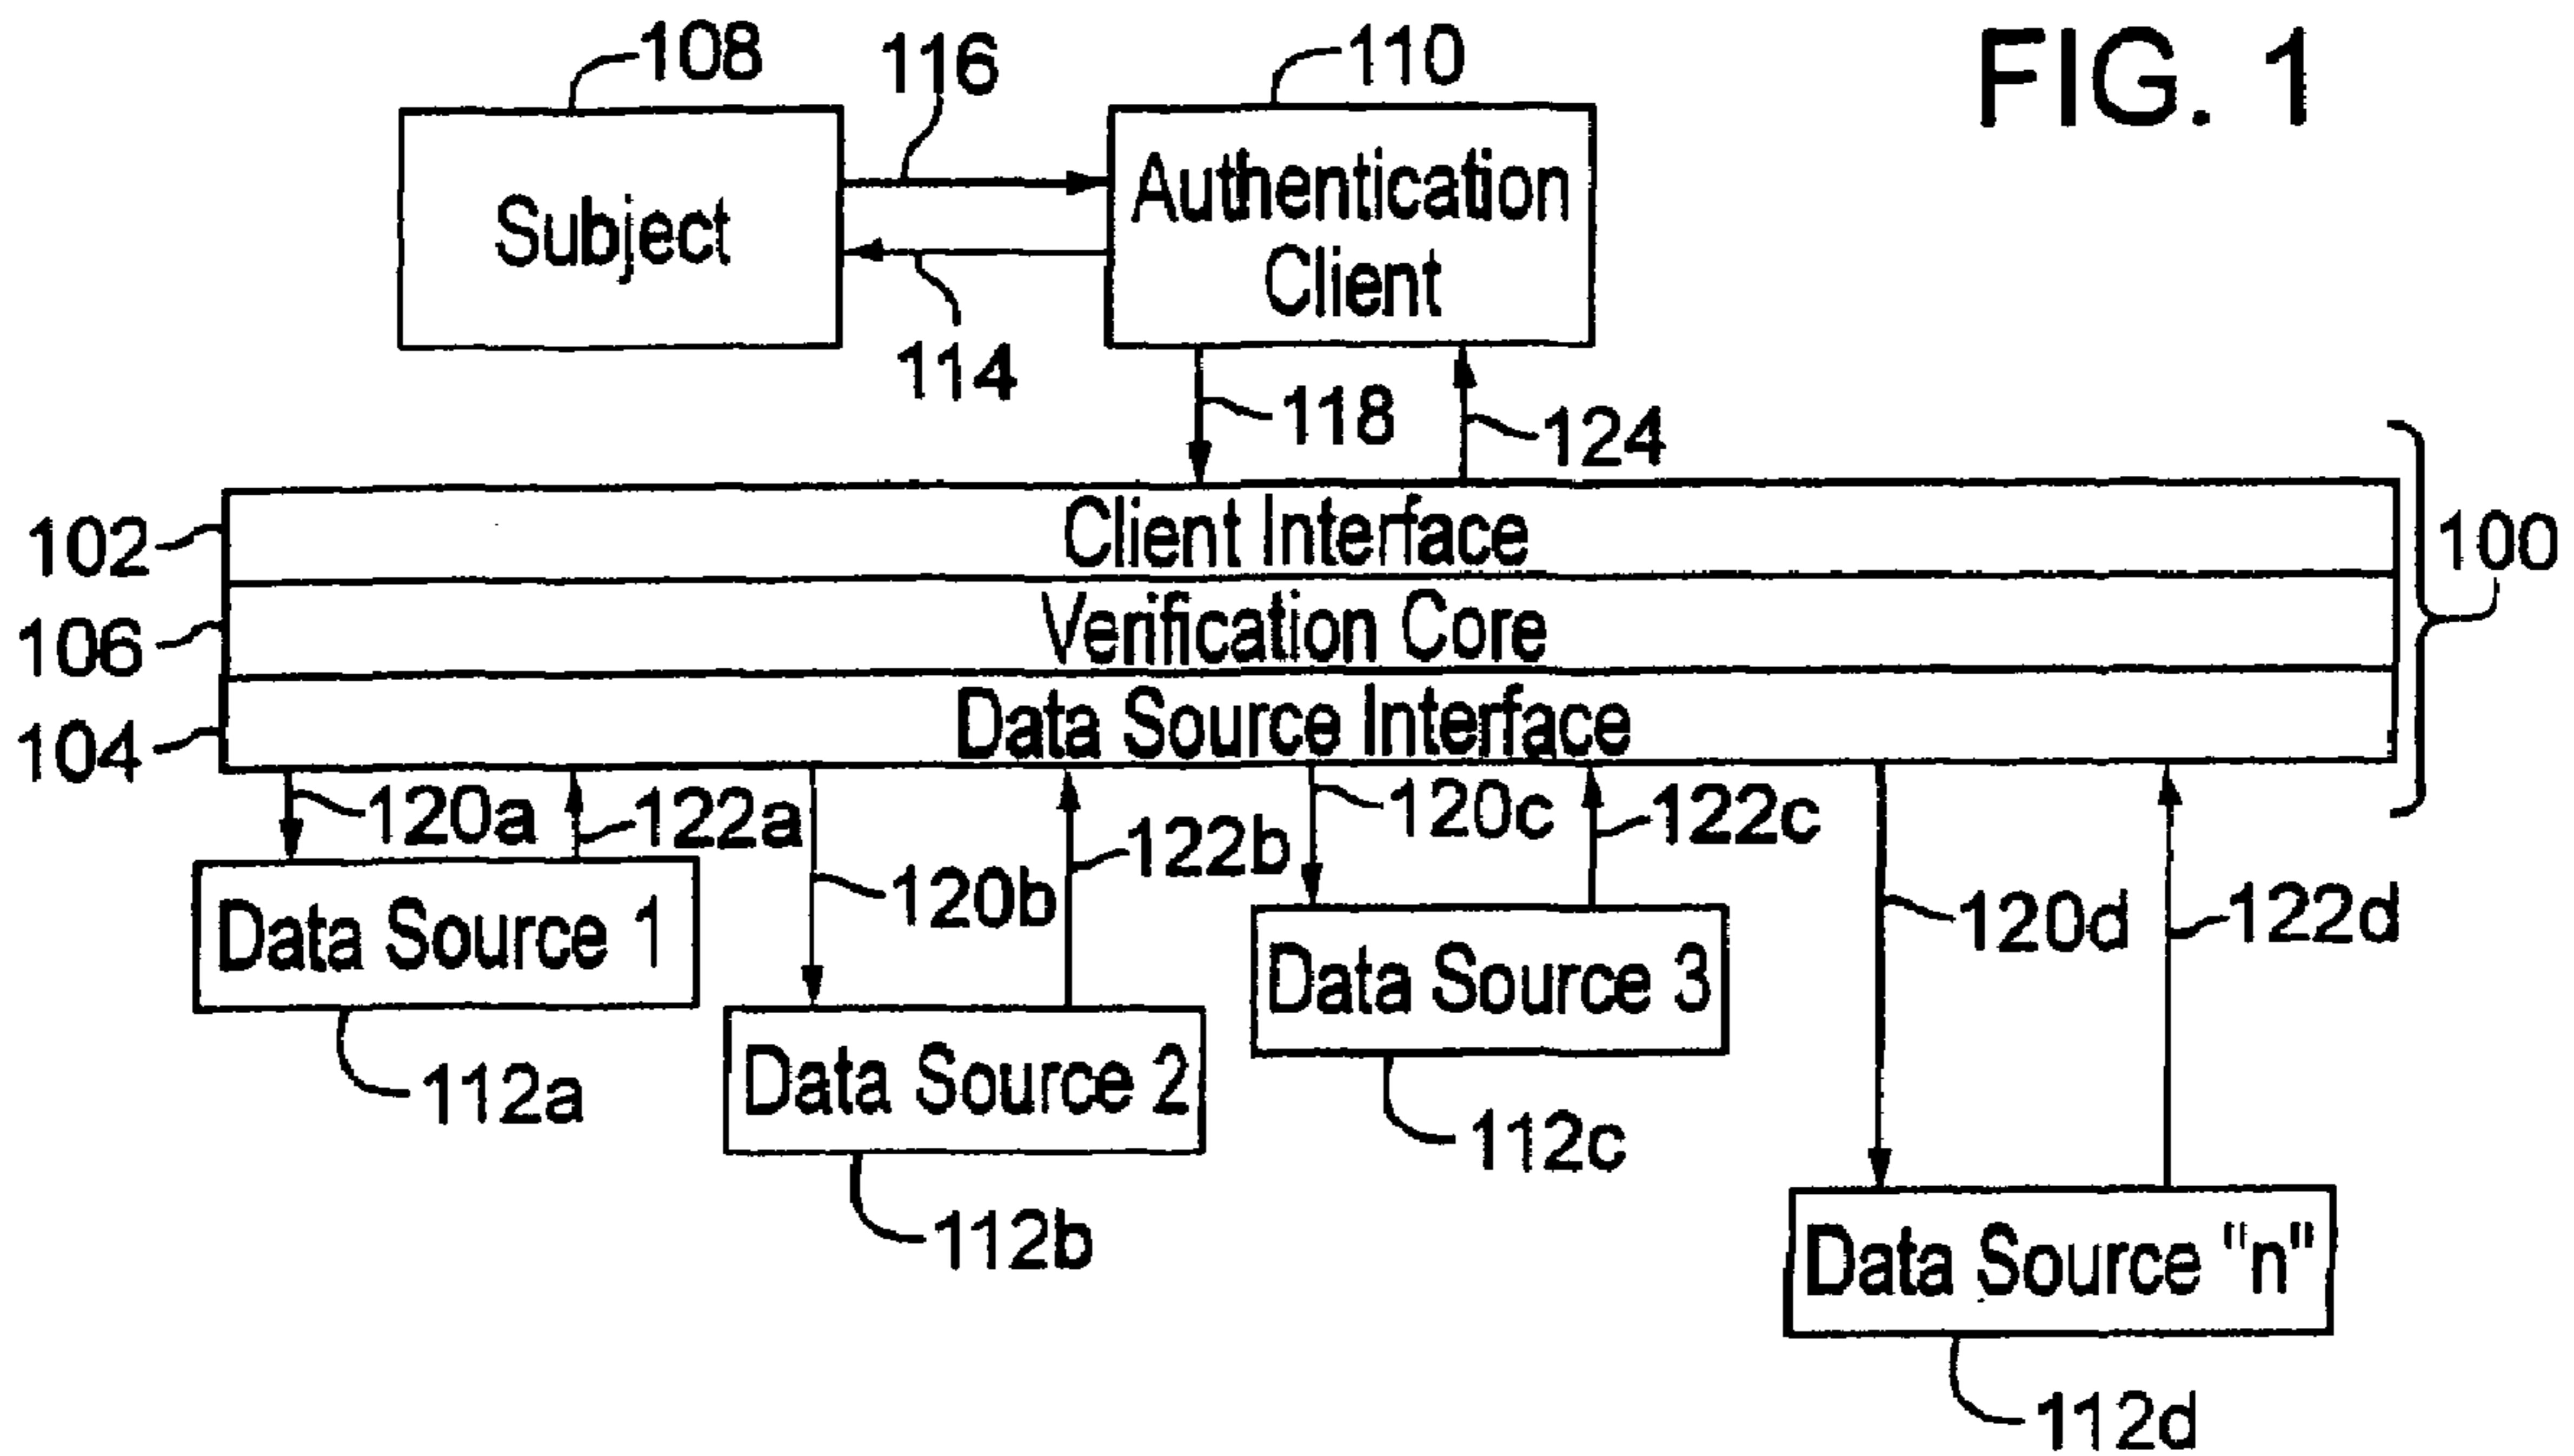 FIG. 1
108
116
110
Subject
Authentication
Client
114
118
124
102
Client Interface
100
106
Verification Core
104
Data Source Interface
120a
122a
120b
122b
120c
122c
120d
122d
Data Source 1
Data Source 2
Data Source 3
Data Source "n"
112a
112b
112c
112d